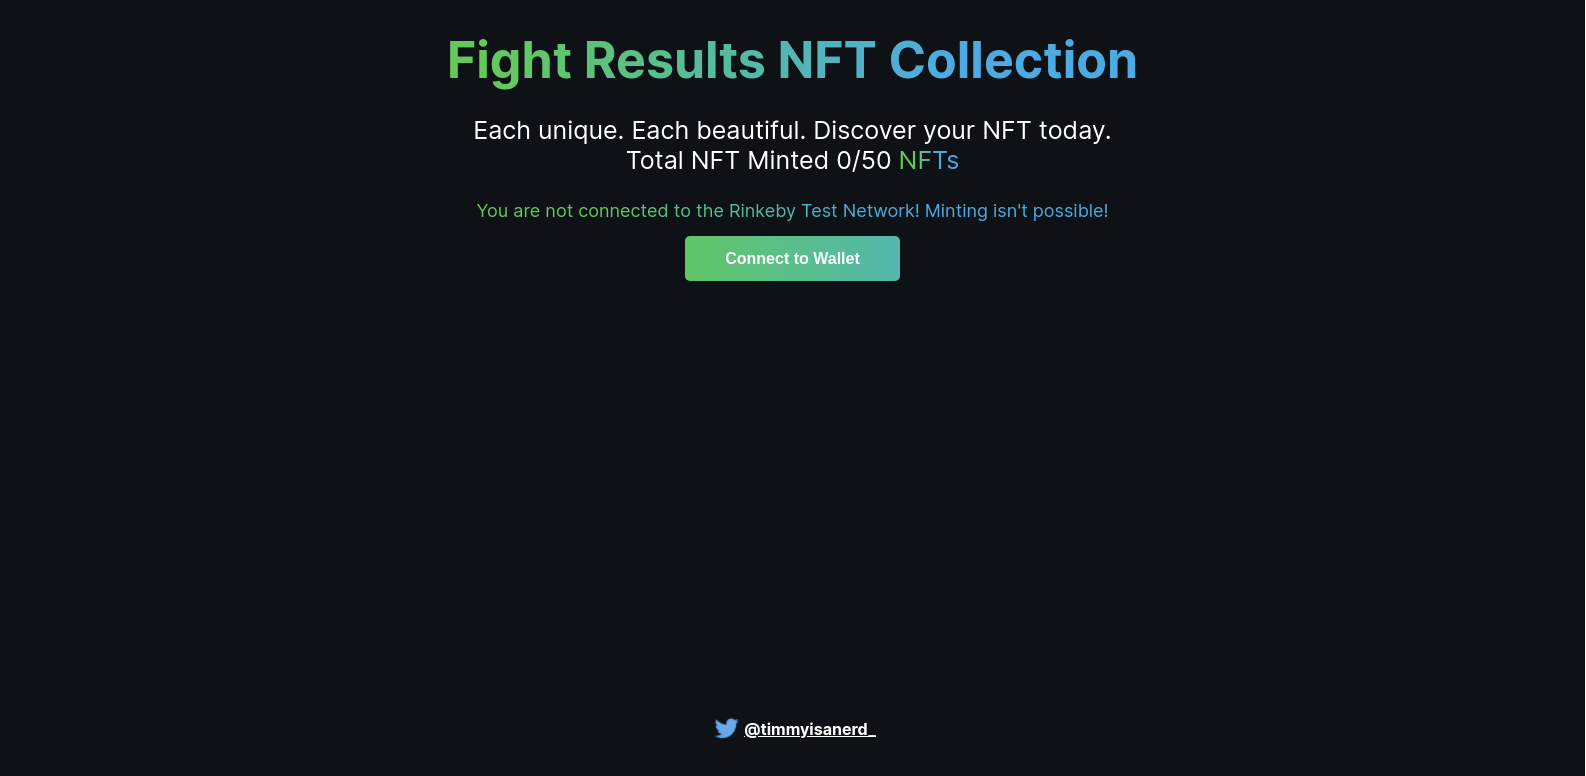 Fight Results NFT Collection
Each unique. Each beautiful. Discover your NFT today.
Total NFT Minted 0/50 NFTs
You are not connected to the Rinkeby Test Network! Minting isn't possible!
Connect to Wallet
@timmyisanerd_